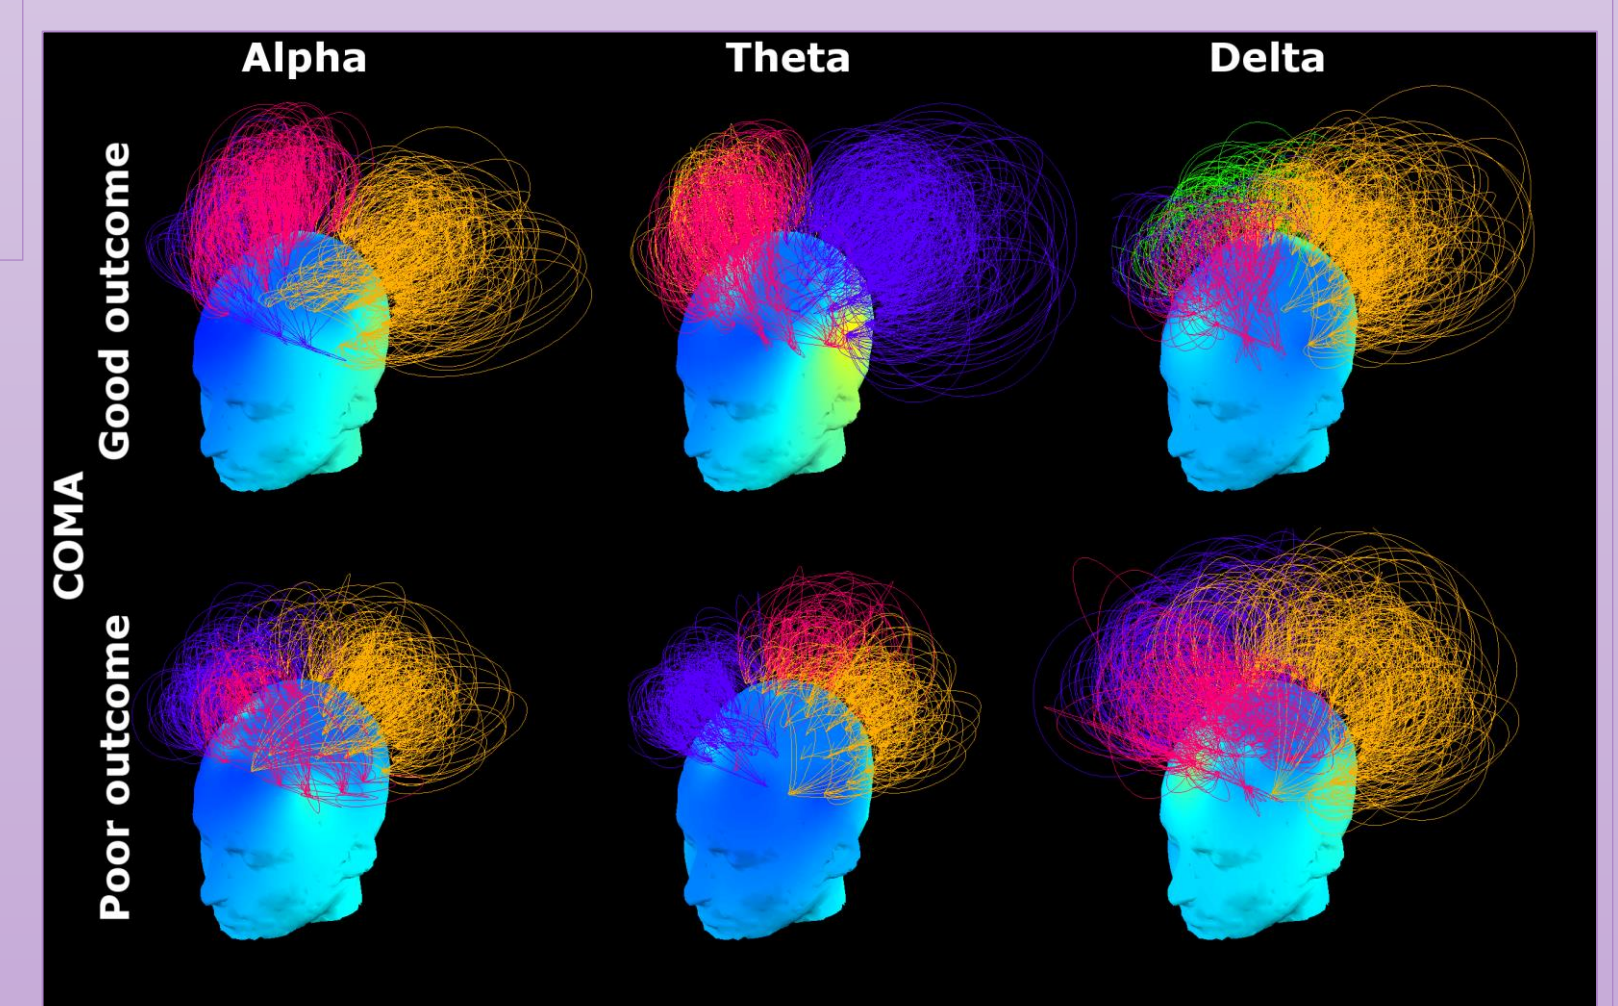 Alpha
Theta
Delta
COMA
Good outcome
Poor outcome